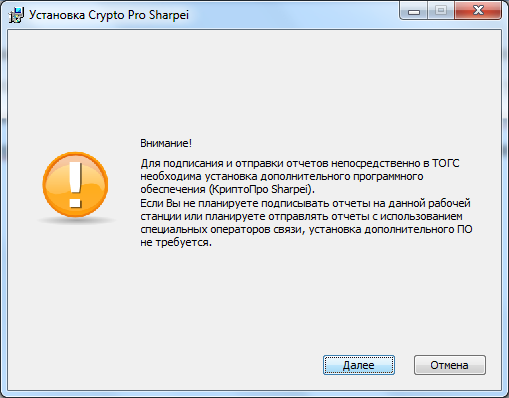 Установка Crypto Pro Sharpei
Внимание!
Для подписания и отправки отчетов непосредственно в ТОГС
необходима установка дополнительного программного
обеспечения (КриптоПро Sharpei).
Если Вы не планируете подписывать отчеты на данной рабочей
станции или планируете отправлять отчеты с использованием
специальных операторов связи, установка дополнительного ПО
не требуется.
Далее
Отмена